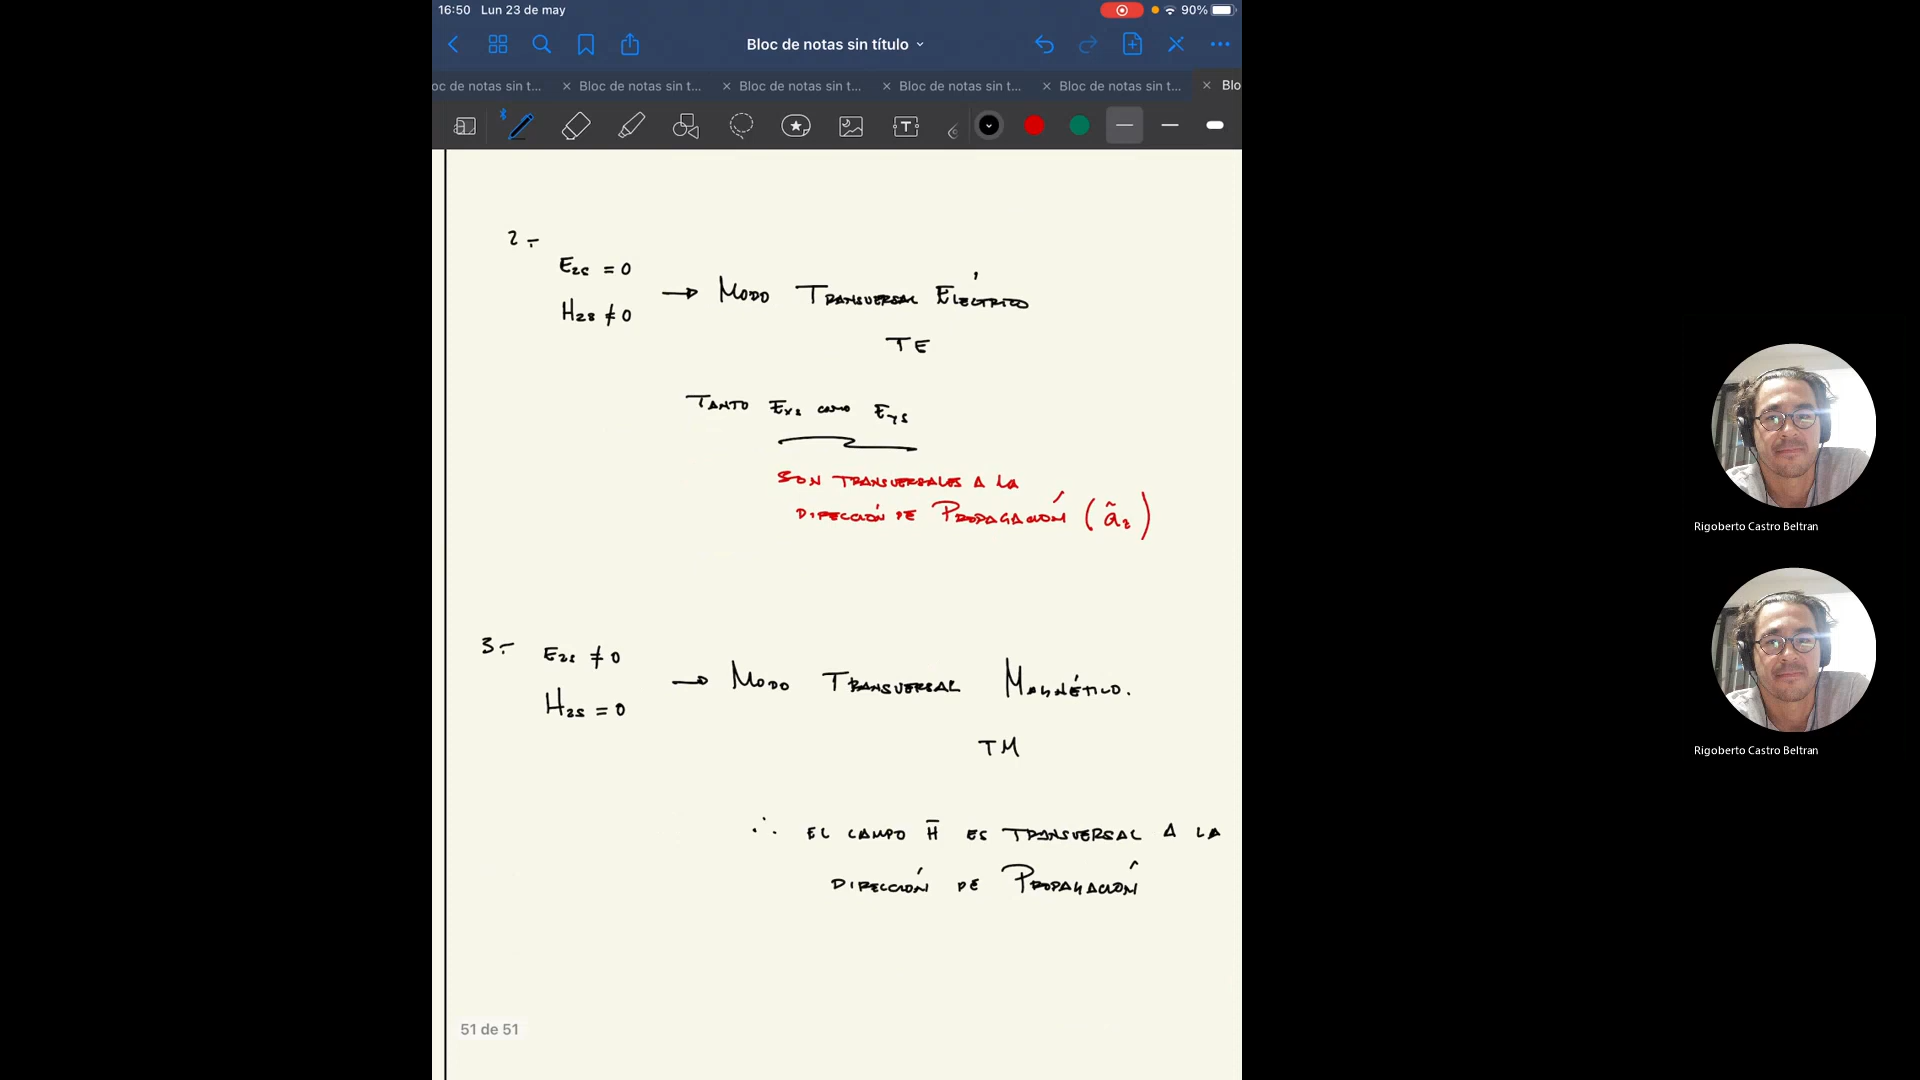 16:50 Lun 23 de may
90%
Bloc de notas sin título
oc de notas sin t... × Bloc de notas sin t... × Bloc de notas sin t... × Bloc de notas sin t... × Bloc de notas sin t... × Blo
2.-
Ezs = 0
Hzs ≠ 0
→ Modo Transversal Eléctrico
TE
Tanto Exs como Eys
son transversales a la
dirección de Propagación (ãz)
3.-
Ezs ≠ 0
Hzs = 0
→ Modo Transversal Magnético.
TM
∴ El campo H̄ es transversal a la
dirección de Propagación
51 de 51
Rigoberto Castro Beltran
Rigoberto Castro Beltran